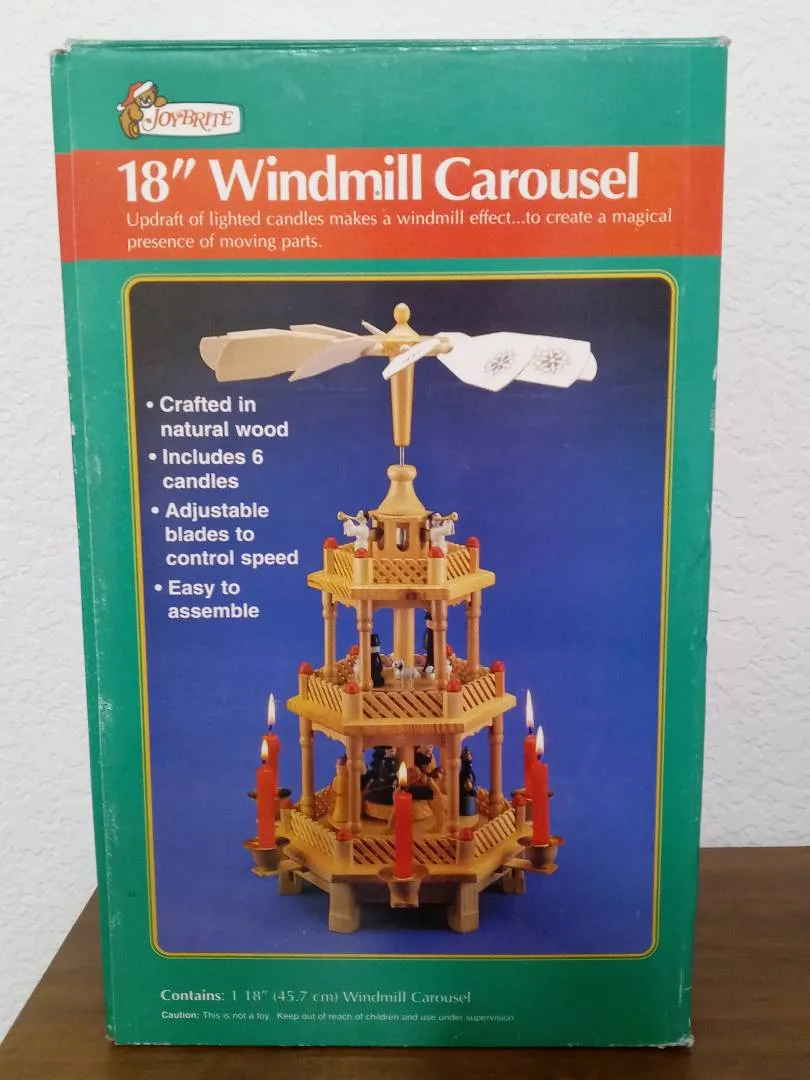 JOY•BRITE
18" Windmill Carousel
Updraft of lighted candles makes a windmill effect...to create a magical
presence of moving parts.
• Crafted in
natural wood
• Includes 6
candles
• Adjustable
blades to
control speed
• Easy to
assemble
Contains: 1 18" (45.7 cm) Windmill Carousel
Caution: This is not a toy. Keep out of reach of children and use under supervision